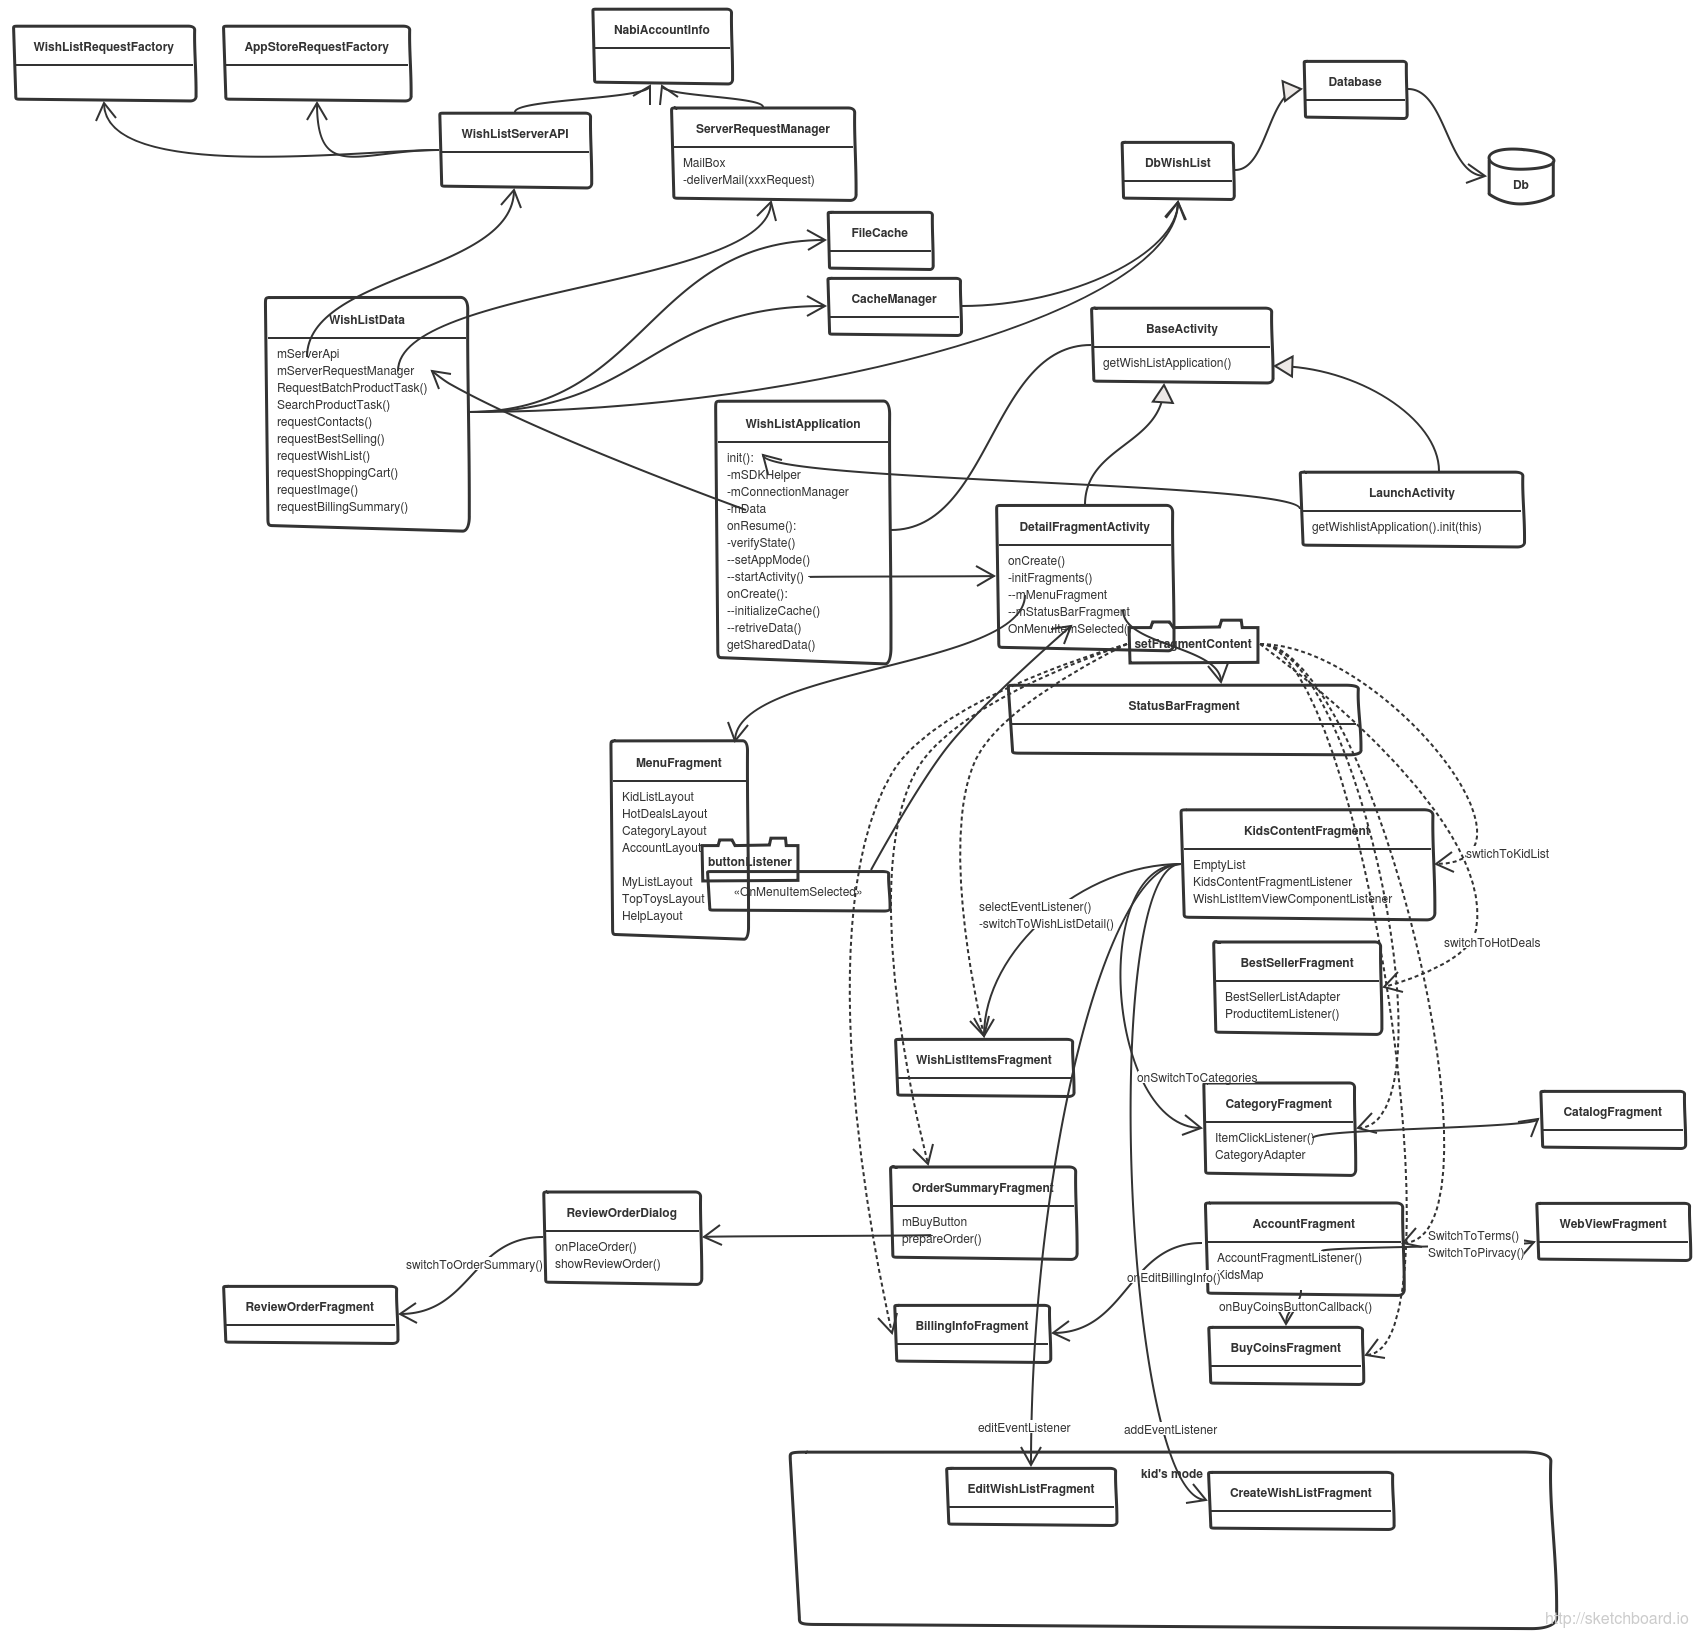 NabiAccountInfo
WishListRequestFactory
AppStoreRequestFactory
Database
WishListServerAPI
ServerRequestManager
MailBox
-deliverMail(xxxRequest)
DbWishList
Db
FileCache
CacheManager
WishListData
mServerApi
mServerRequestManager
RequestBatchProductTask()
SearchProductTask()
requestContacts()
requestBestSelling()
requestWishList()
requestShoppingCart()
requestImage()
requestBillingSummary()
BaseActivity
getWishListApplication()
WishListApplication
init():
-mSDKHelper
-mConnectionManager
-mData
onResume():
-verifyState()
--setAppMode()
--startActivity()
onCreate():
--initializeCache()
--retriveData()
getSharedData()
LaunchActivity
getWishlistApplication().init(this)
DetailFragmentActivity
onCreate()
-initFragments()
--mMenuFragment
--mStatusBarFragment
OnMenuItemSelected()
setFragmentContent
StatusBarFragment
MenuFragment
KidListLayout
HotDealsLayout
CategoryLayout
AccountLayout
MyListLayout
TopToysLayout
HelpLayout
buttonListener
«OnMenuItemSelected»
KidsContentFragment
EmptyList
KidsContentFragmentListener
WishListItemViewComponentListener
swtichToKidList
selectEventListener()
-switchToWishListDetail()
switchToHotDeals
BestSellerFragment
BestSellerListAdapter
ProductitemListener()
WishListItemsFragment
onSwitchToCategories
CategoryFragment
ItemClickListener()
CategoryAdapter
CatalogFragment
OrderSummaryFragment
mBuyButton
prepareOrder()
ReviewOrderDialog
onPlaceOrder()
showReviewOrder()
switchToOrderSummary()
ReviewOrderFragment
AccountFragment
AccountFragmentListener()
KidsMap
SwitchToTerms()
SwitchToPirvacy()
WebViewFragment
onEditBillingInfo()
onBuyCoinsButtonCallback()
BillingInfoFragment
BuyCoinsFragment
editEventListener
addEventListener
kid's mode
EditWishListFragment
CreateWishListFragment
http://sketchboard.io